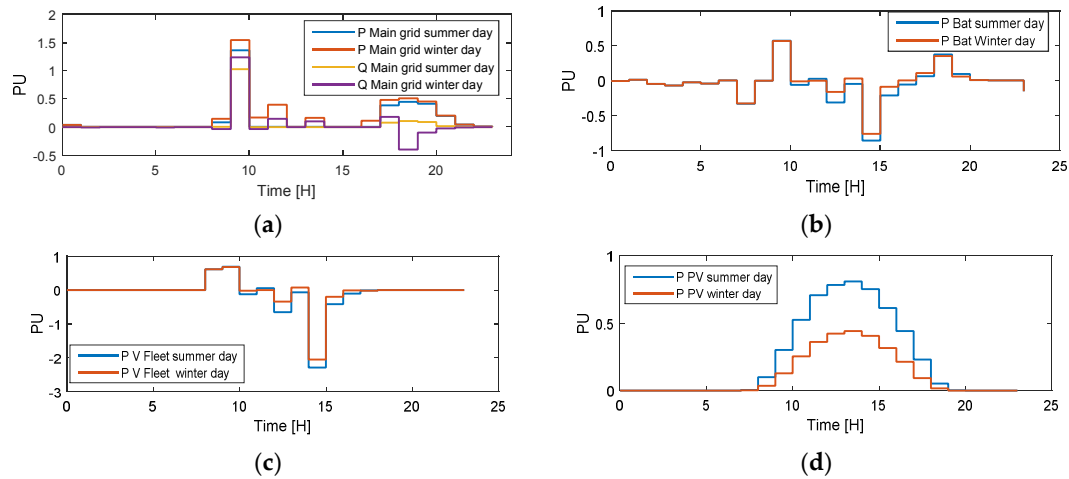 2
1.5
1
0.5
0
-0.5
PU
P Main grid summer day
P Main grid winter day
Q Main grid summer day
Q Main grid winter day
0 5 10 15 20
Time [H]
(a)
1
0.5
0
-0.5
-1
PU
P Bat summer day
P Bat Winter day
0 5 10 15 20 25
Time [H]
(b)
1
0
-1
-2
-3
PU
P V Fleet summer day
P V Fleet winter day
0 5 10 15 20 25
Time [H]
(c)
1
0.5
0
PU
P PV summer day
P PV winter day
0 5 10 15 20 25
Time [H]
(d)